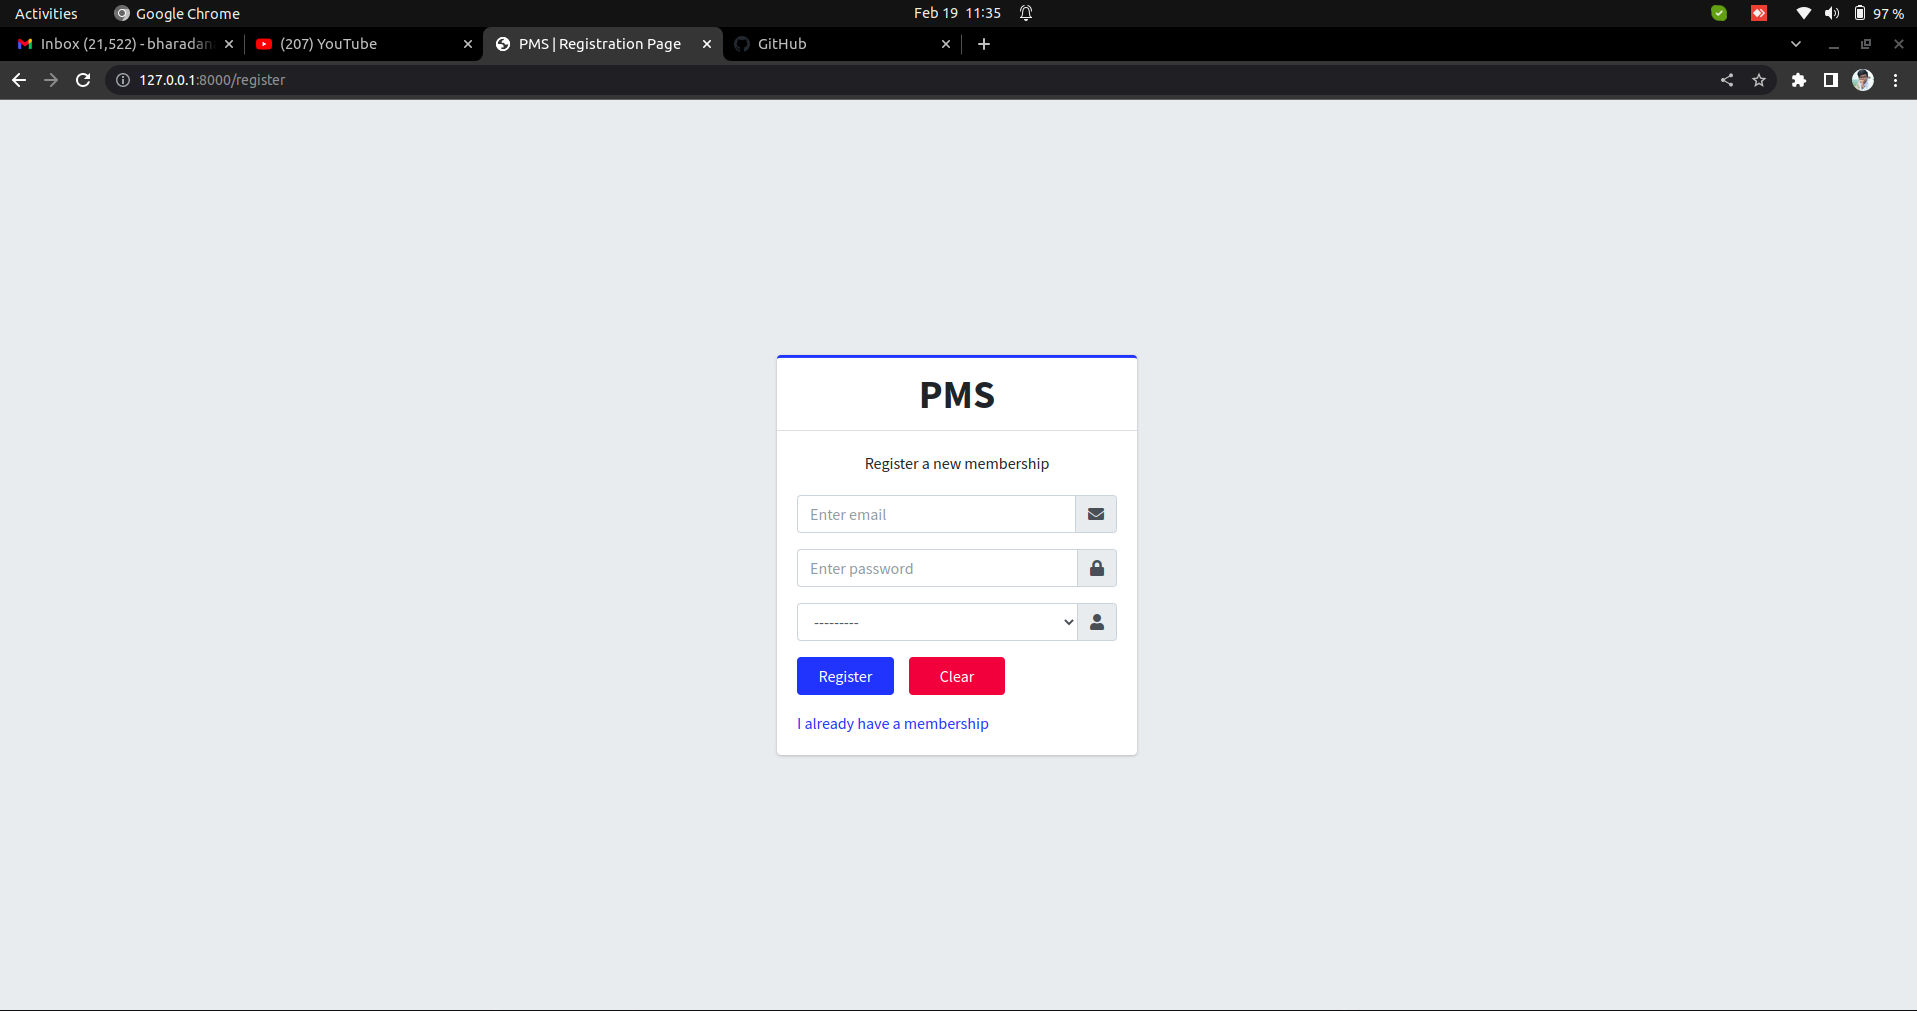 Activities Google Chrome Feb 19 11:35 97 %
Inbox (21,522) - bharadan (207) YouTube PMS | Registration Page GitHub
127.0.0.1:8000/register
PMS
Register a new membership
Enter email
Enter password
---------
Register Clear
I already have a membership